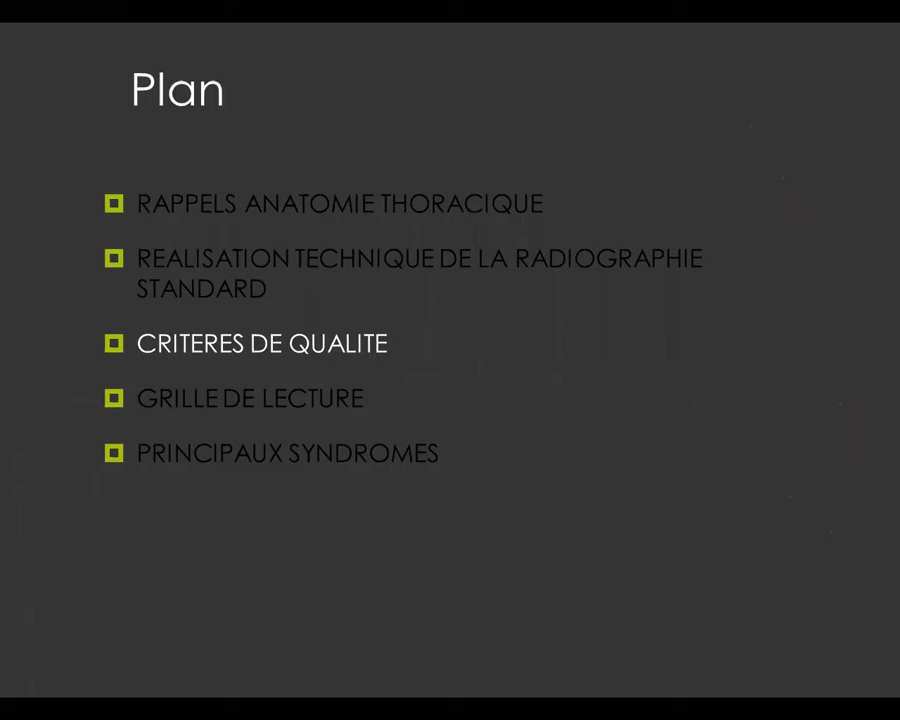 Plan
RAPPELS ANATOMIE THORACIQUE
REALISATION TECHNIQUE DE LA RADIOGRAPHIE
STANDARD
CRITERES DE QUALITE
GRILLE DE LECTURE
PRINCIPAUX SYNDROMES